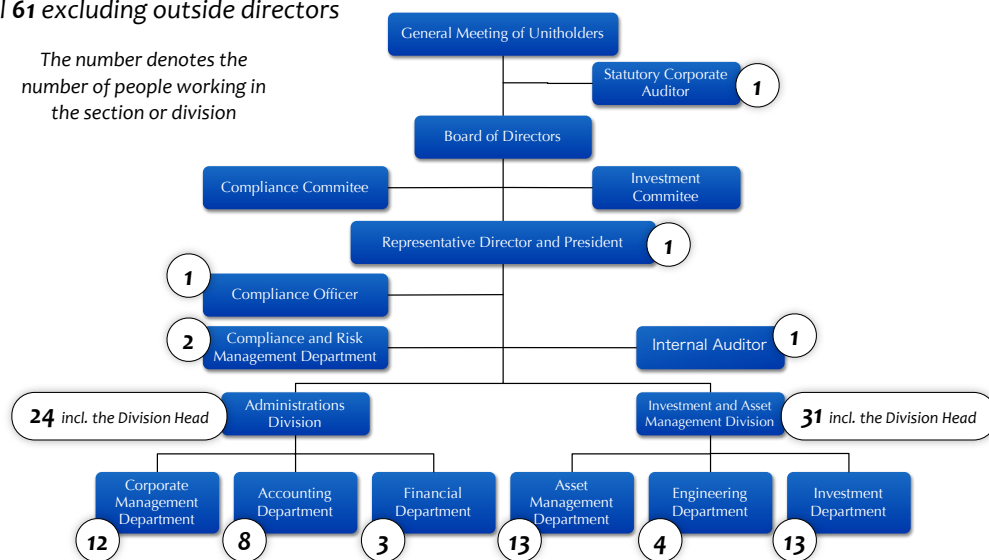 l 61 excluding outside directors
The number denotes the
number of people working in
the section or division
General Meeting of Unitholders
Statutory Corporate
Auditor
1
Board of Directors
Compliance Commitee
Investment
Commitee
Representative Director and President
1
1
Compliance Officer
2
Compliance and Risk
Management Department
Internal Auditor
1
24 incl. the Division Head
Administrations
Division
Investment and Asset
Management Division
31 incl. the Division Head
Corporate
Management
Department
12
Accounting
Department
8
Financial
Department
3
Asset
Management
Department
13
Engineering
Department
4
Investment
Department
13